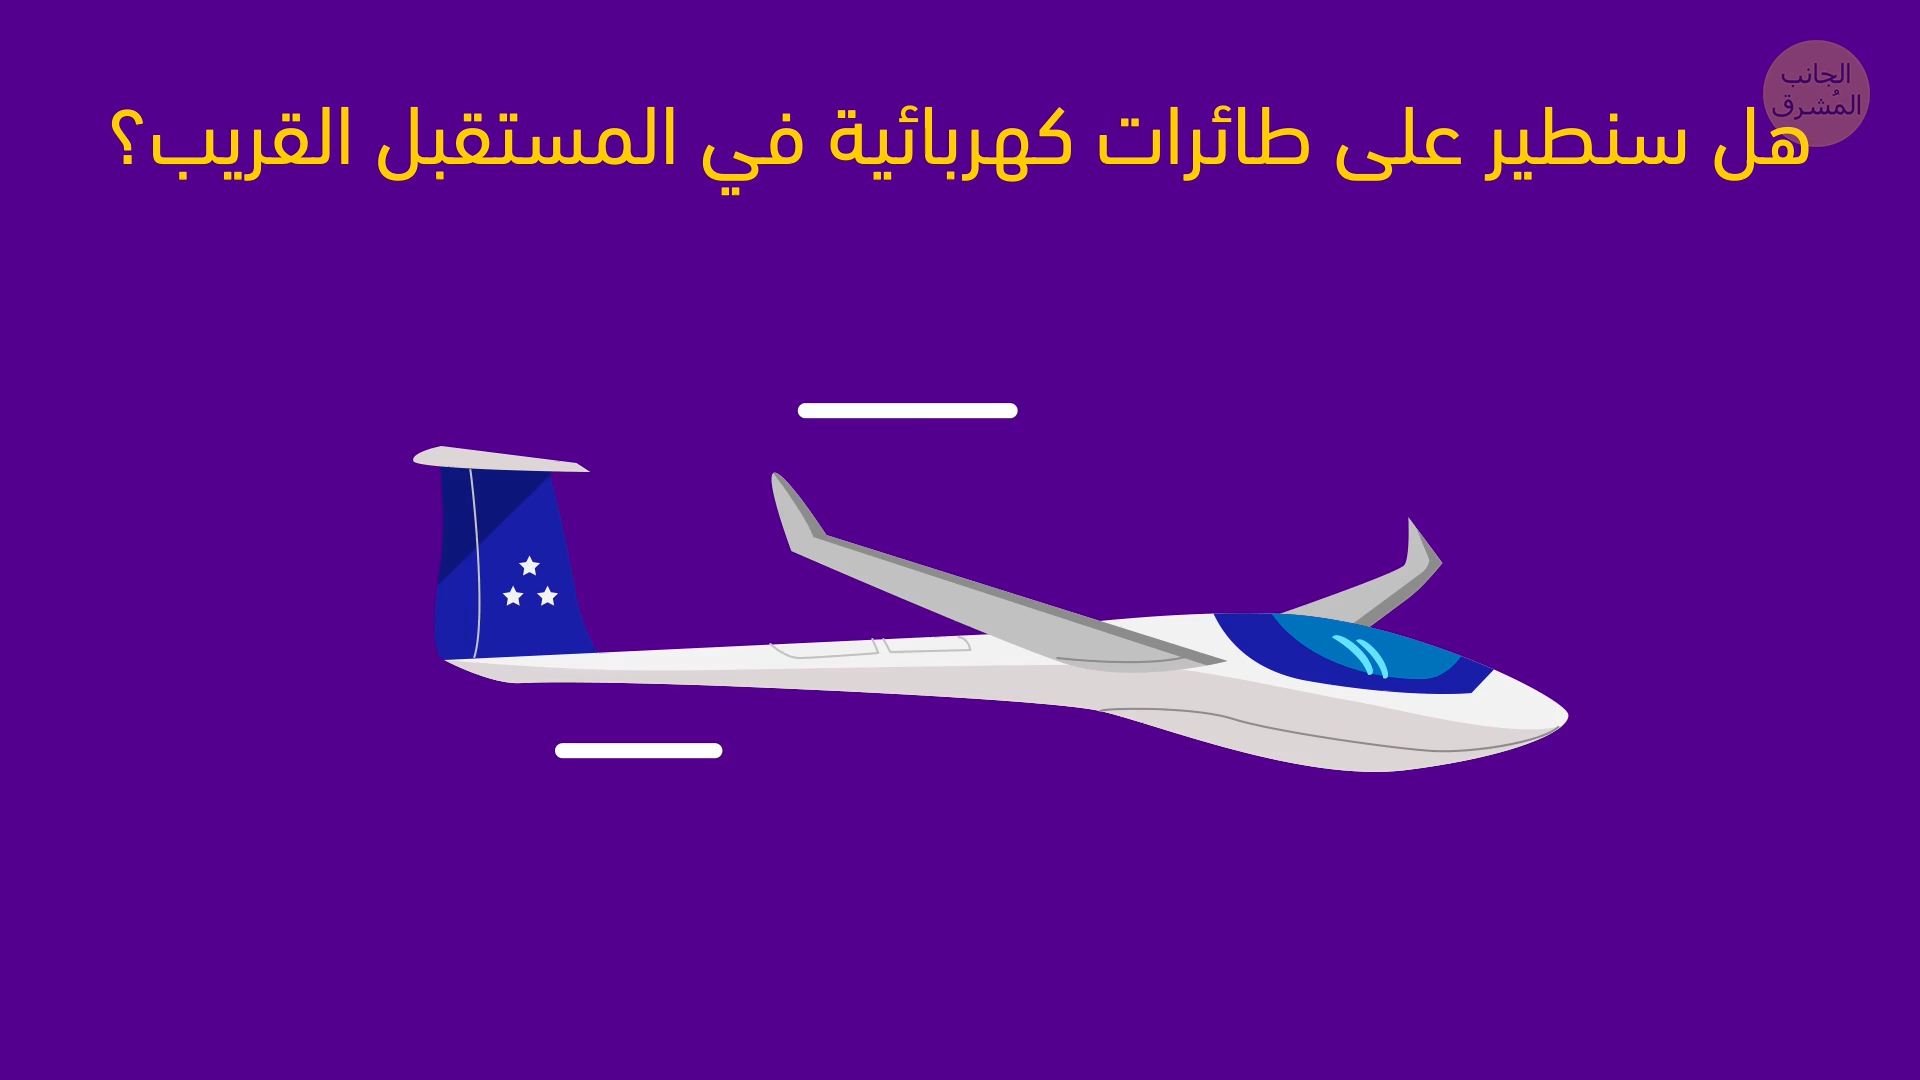 الجانب
المُشرق
هل سنطير على طائرات كهربائية في المستقبل القريب؟